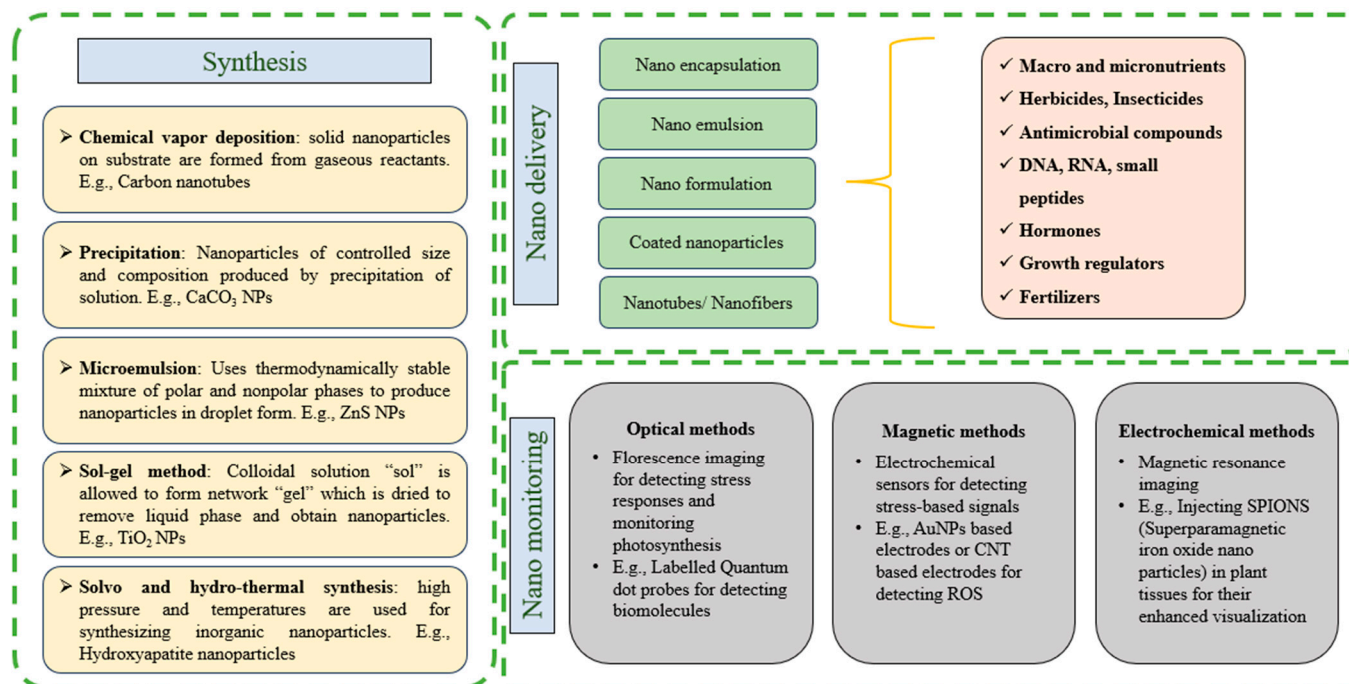 Synthesis
➢ Chemical vapor deposition: solid nanoparticles
on substrate are formed from gaseous reactants.
E.g., Carbon nanotubes
➢ Precipitation: Nanoparticles of controlled size
and composition produced by precipitation of
solution. E.g., CaCO₃ NPs
➢ Microemulsion: Uses thermodynamically stable
mixture of polar and nonpolar phases to produce
nanoparticles in droplet form. E.g., ZnS NPs
➢ Sol-gel method: Colloidal solution “sol” is
allowed to form network “gel” which is dried to
remove liquid phase and obtain nanoparticles.
E.g., TiO₂ NPs
➢ Solvo and hydro-thermal synthesis: high
pressure and temperatures are used for
synthesizing inorganic nanoparticles. E.g.,
Hydroxyapatite nanoparticles
Nano delivery
Nano encapsulation
Nano emulsion
Nano formulation
Coated nanoparticles
Nanotubes/ Nanofibers
✓ Macro and micronutrients
✓ Herbicides, Insecticides
✓ Antimicrobial compounds
✓ DNA, RNA, small
peptides
✓ Hormones
✓ Growth regulators
✓ Fertilizers
Nano monitoring
Optical methods
• Florescence imaging
for detecting stress
responses and
monitoring
photosynthesis
• E.g., Labelled Quantum
dot probes for detecting
biomolecules
Magnetic methods
• Electrochemical
sensors for detecting
stress-based signals
• E.g., AuNPs based
electrodes or CNT
based electrodes for
detecting ROS
Electrochemical methods
• Magnetic resonance
imaging
• E.g., Injecting SPIONS
(Superparamagnetic
iron oxide nano
particles) in plant
tissues for their
enhanced visualization